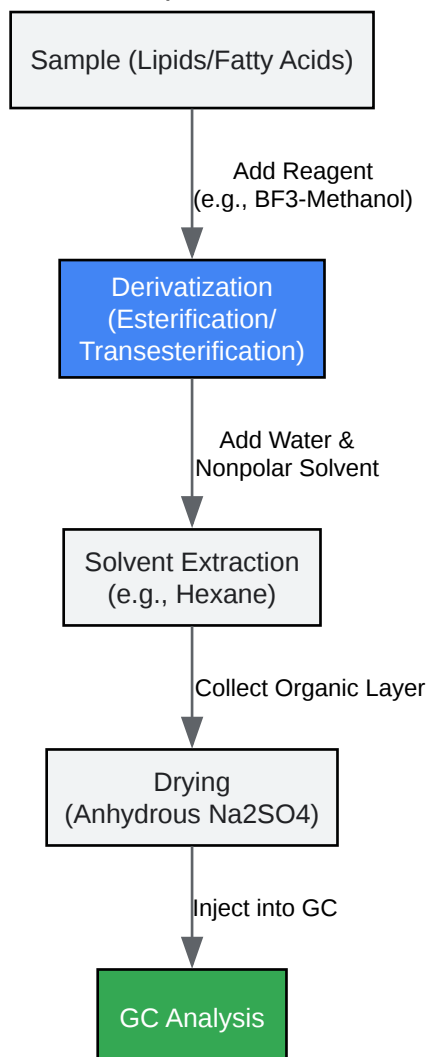 Sample (Lipids/Fatty Acids)
Add Reagent
(e.g., BF3-Methanol)
Derivatization
(Esterification/
Transesterification)
Add Water &
Nonpolar Solvent
Solvent Extraction
(e.g., Hexane)
Collect Organic Layer
Drying
(Anhydrous Na2SO4)
Inject into GC
GC Analysis